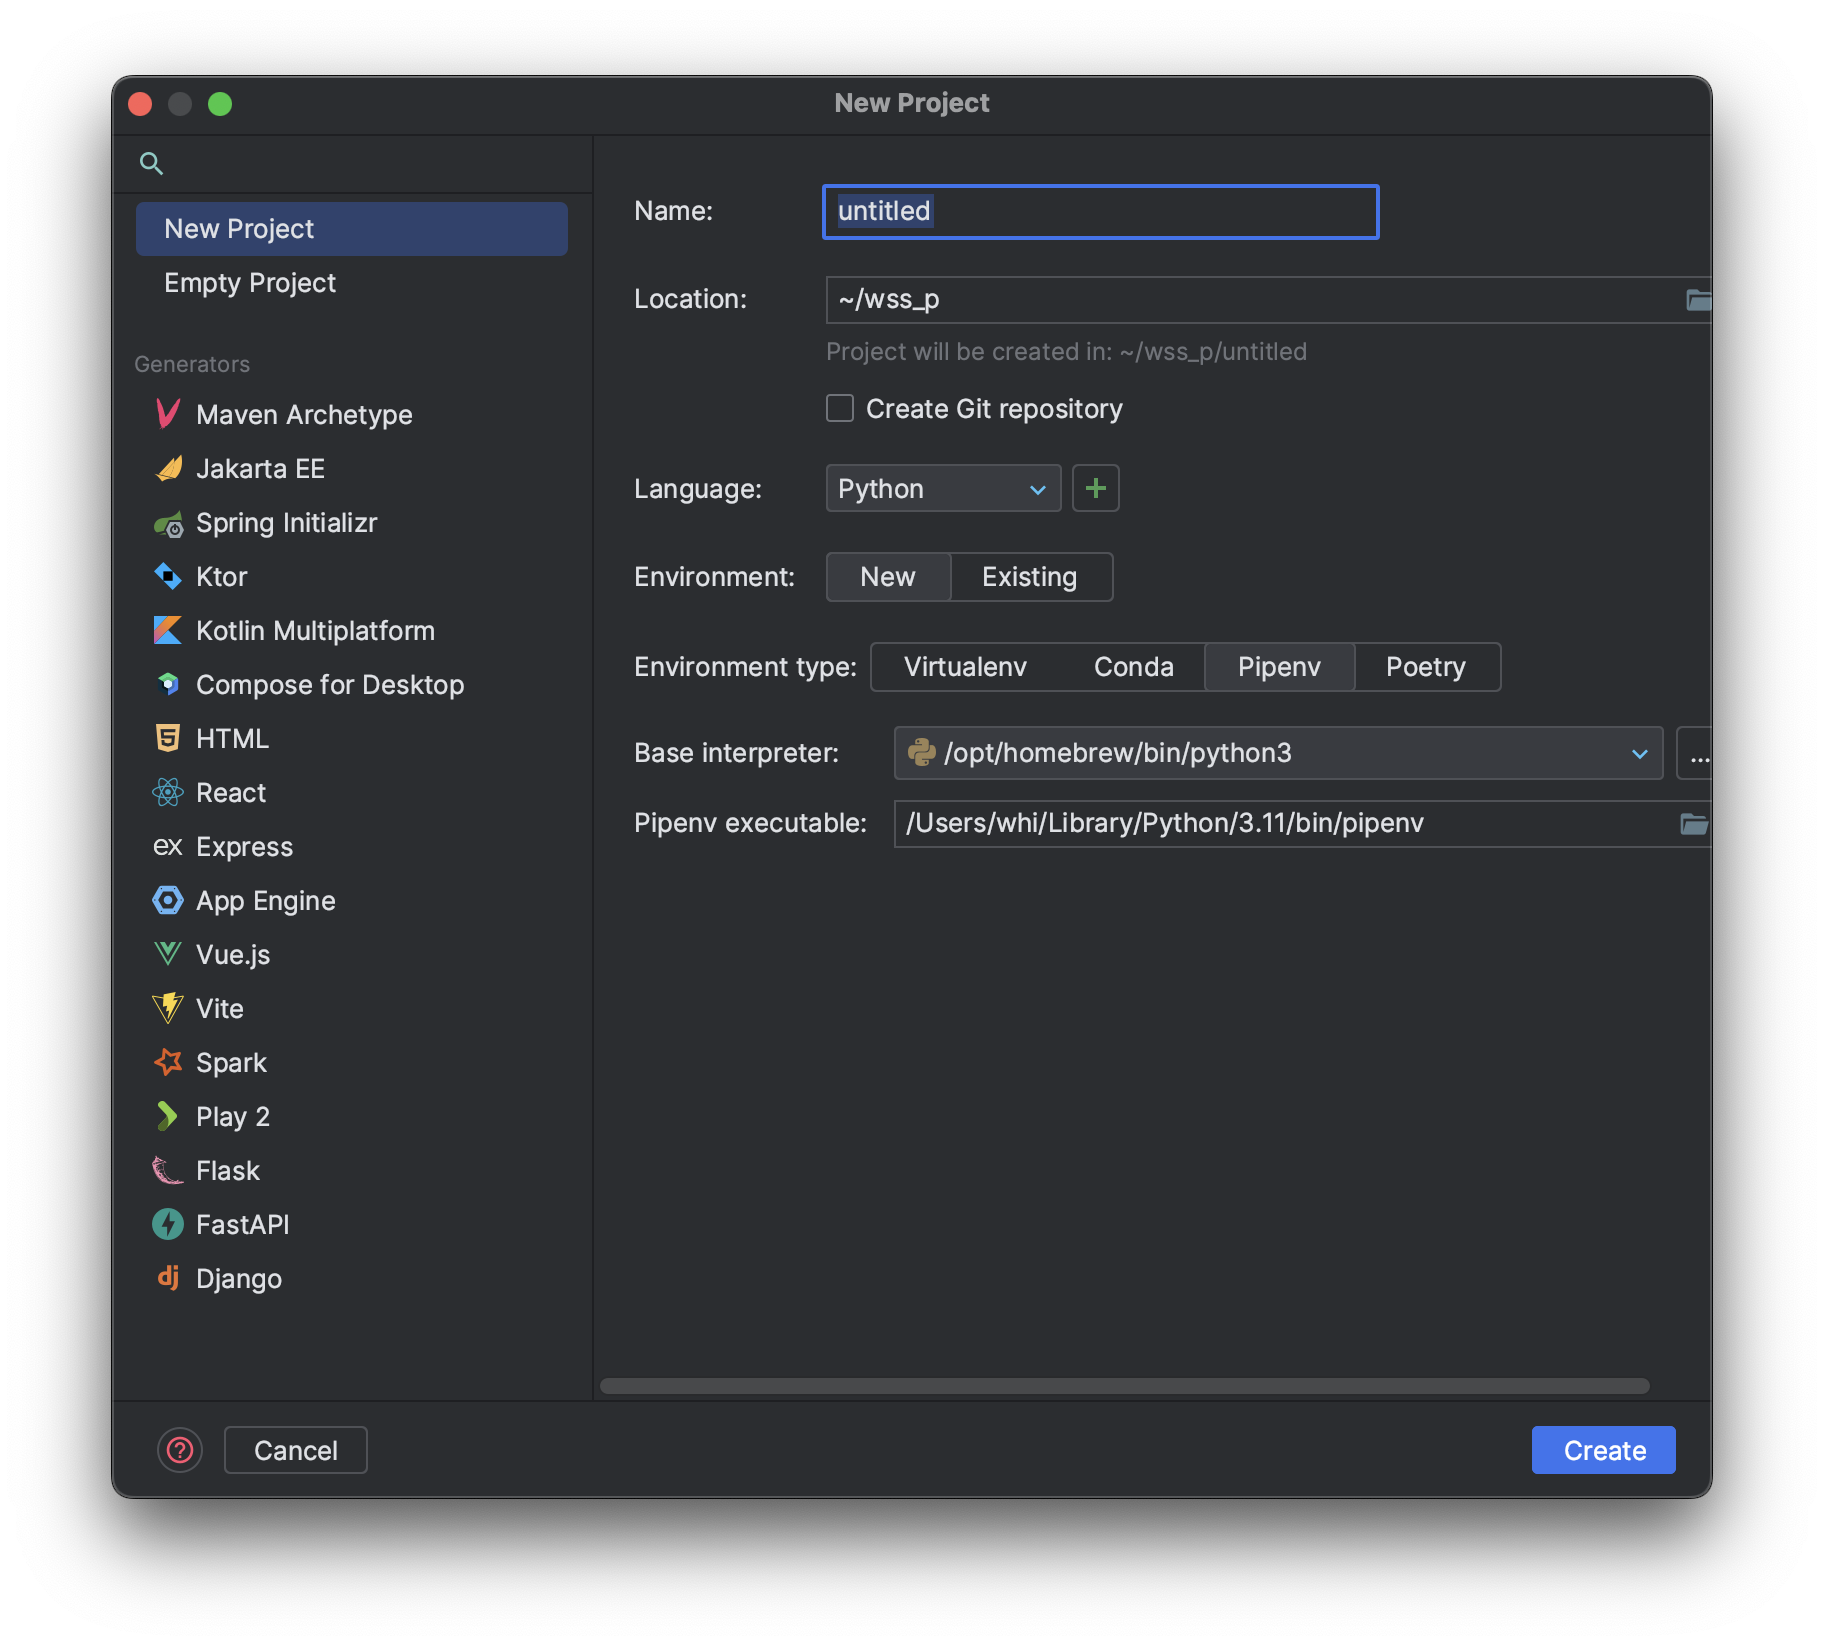 New Project
New Project
Empty Project
Generators
Maven Archetype
Jakarta EE
Spring Initializr
Ktor
Kotlin Multiplatform
Compose for Desktop
HTML
React
ex Express
App Engine
Vue.js
Vite
Spark
Play 2
Flask
FastAPI
dj Django
Name: untitled
Location: ~/wss_p
Project will be created in: ~/wss_p/untitled
Create Git repository
Language: Python
Environment: New Existing
Environment type: Virtualenv Conda Pipenv Poetry
Base interpreter: /opt/homebrew/bin/python3 ...
Pipenv executable: /Users/whi/Library/Python/3.11/bin/pipenv
? Cancel Create